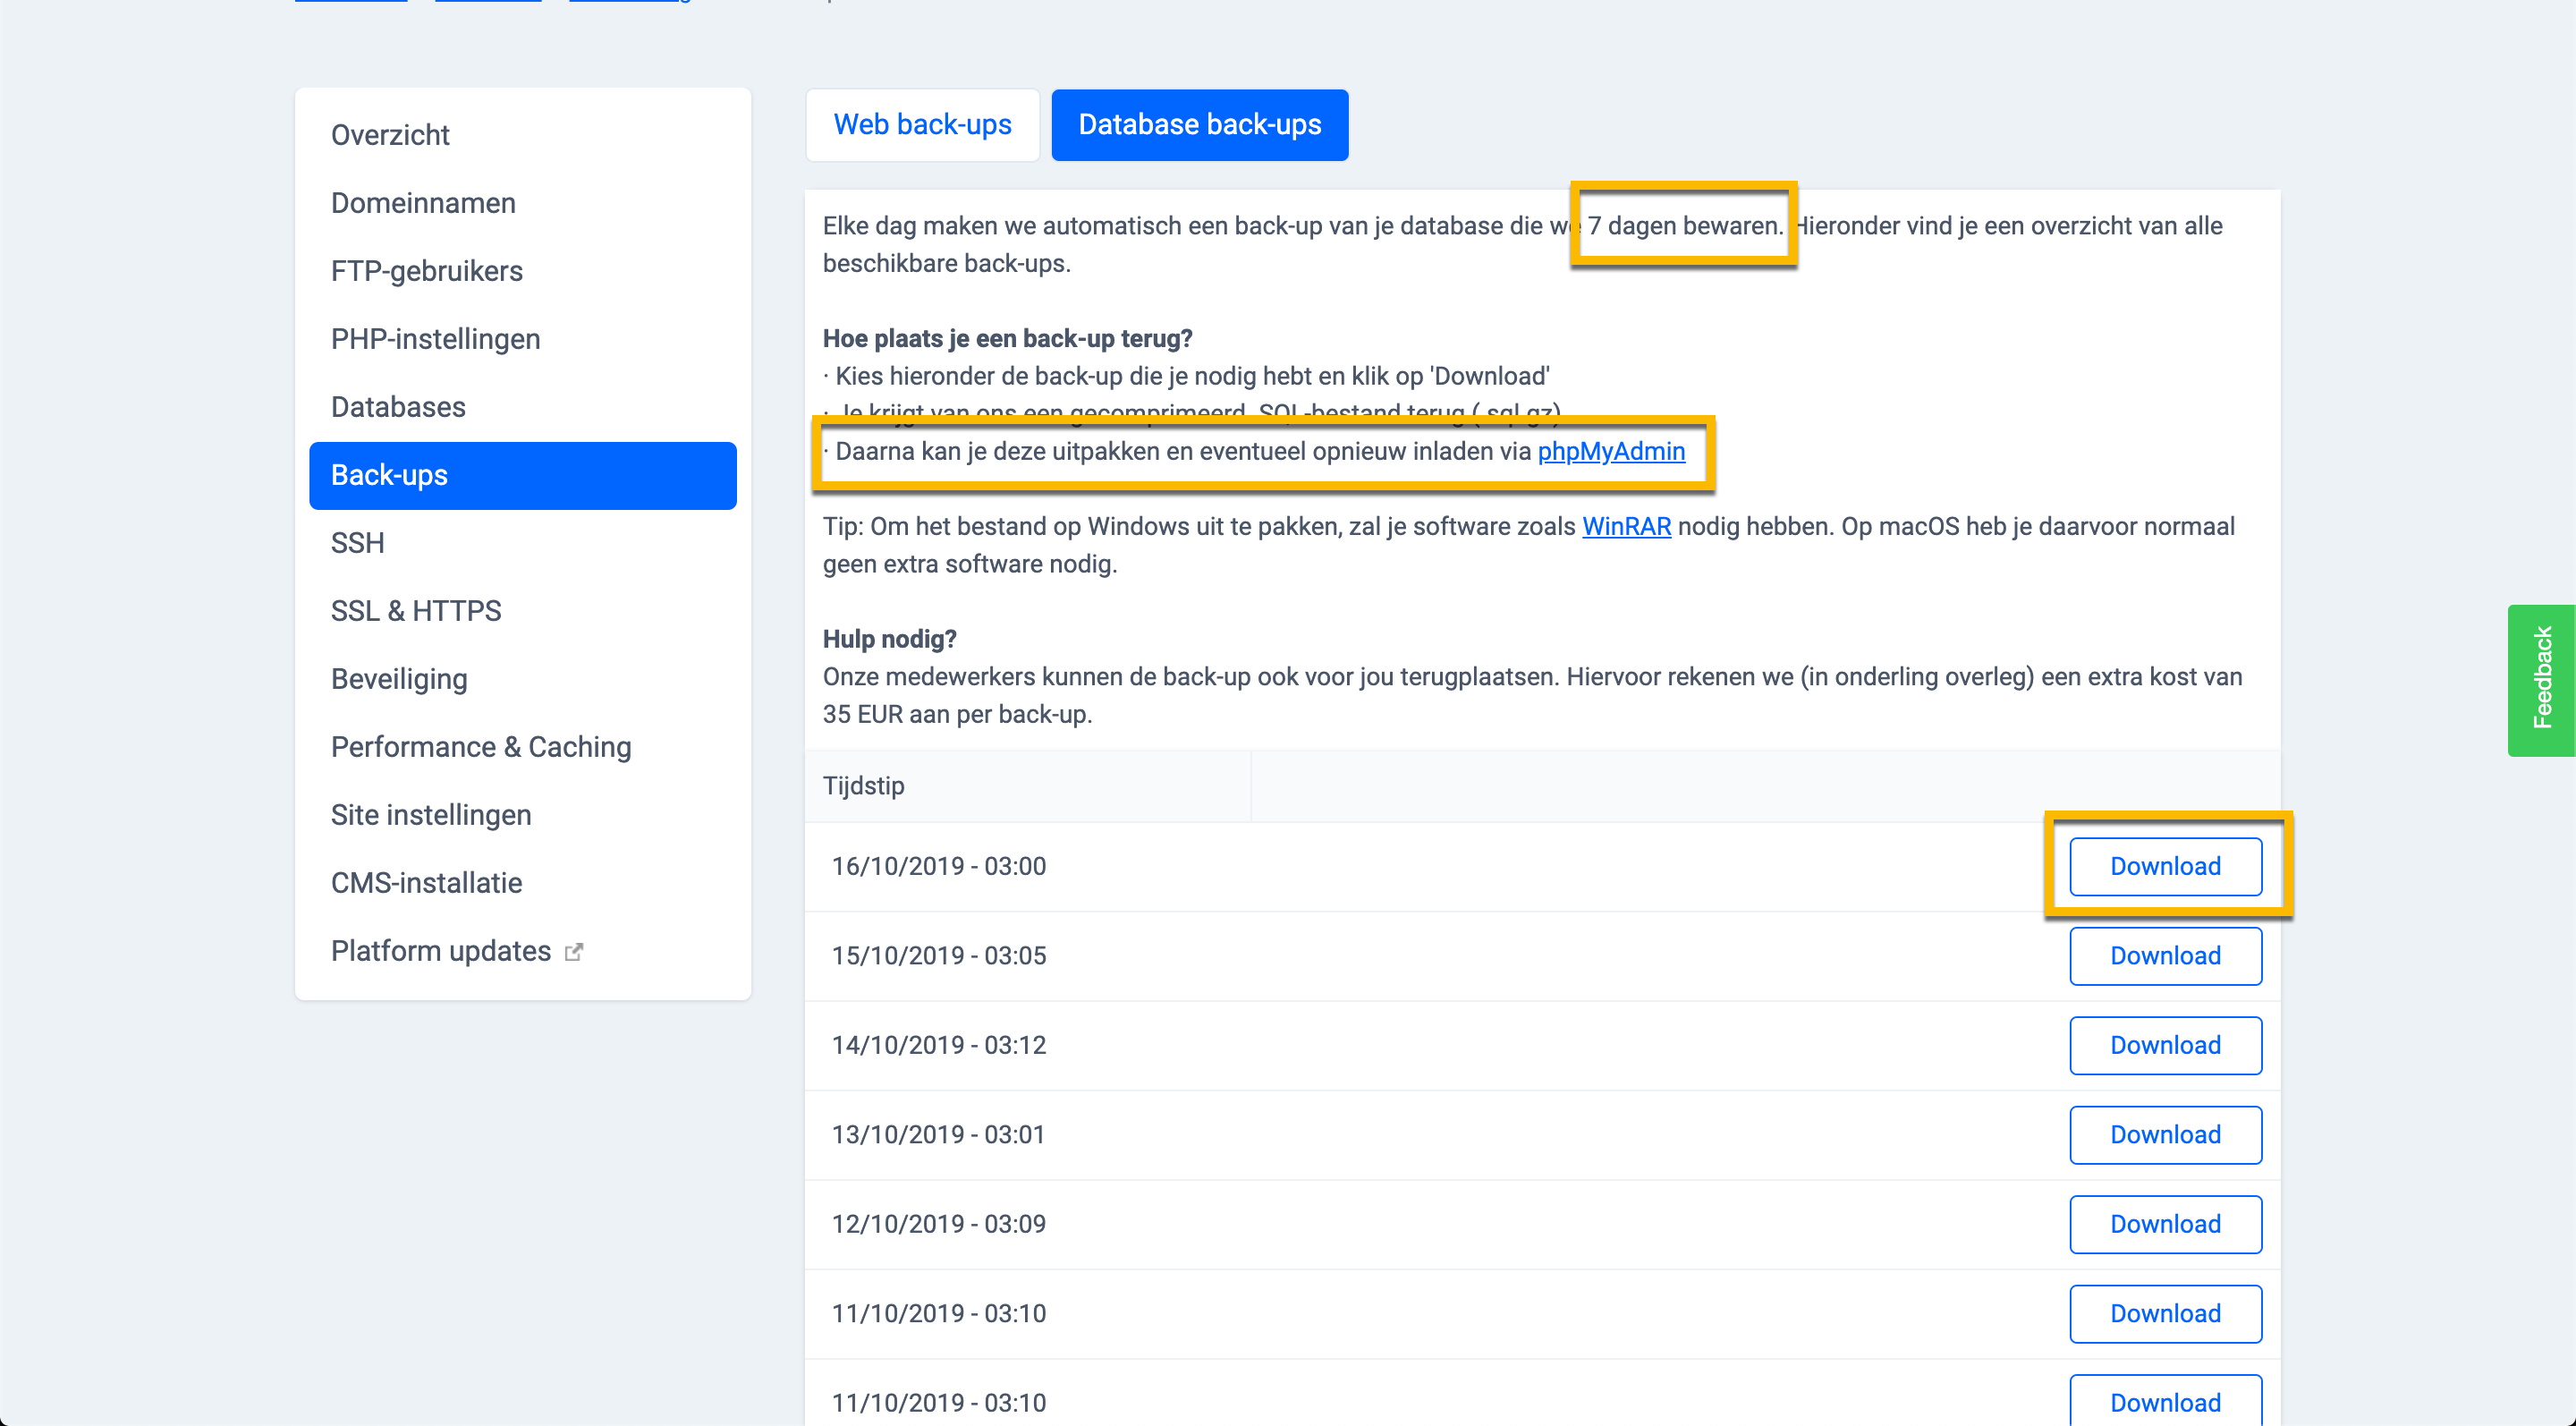 Overzicht
Domeinnamen
FTP-gebruikers
PHP-instellingen
Databases
Back-ups
SSH
SSL & HTTPS
Beveiliging
Performance & Caching
Site instellingen
CMS-installatie
Platform updates
Web back-ups
Database back-ups
Elke dag maken we automatisch een back-up van je database die we 7 dagen bewaren. Hieronder vind je een overzicht van alle
beschikbare back-ups.
Hoe plaats je een back-up terug?
· Kies hieronder de back-up die je nodig hebt en klik op 'Download'
· Je krijgt van ons een gecomprimeerd, SQL-bestand terug (.sql.gz)
· Daarna kan je deze uitpakken en eventueel opnieuw inladen via phpMyAdmin
Tip: Om het bestand op Windows uit te pakken, zal je software zoals WinRAR nodig hebben. Op macOS heb je daarvoor normaal
geen extra software nodig.
Hulp nodig?
Onze medewerkers kunnen de back-up ook voor jou terugplaatsen. Hiervoor rekenen we (in onderling overleg) een extra kost van
35 EUR aan per back-up.
Tijdstip
16/10/2019 - 03:00 Download
15/10/2019 - 03:05 Download
14/10/2019 - 03:12 Download
13/10/2019 - 03:01 Download
12/10/2019 - 03:09 Download
11/10/2019 - 03:10 Download
11/10/2019 - 03:10 Download
Feedback